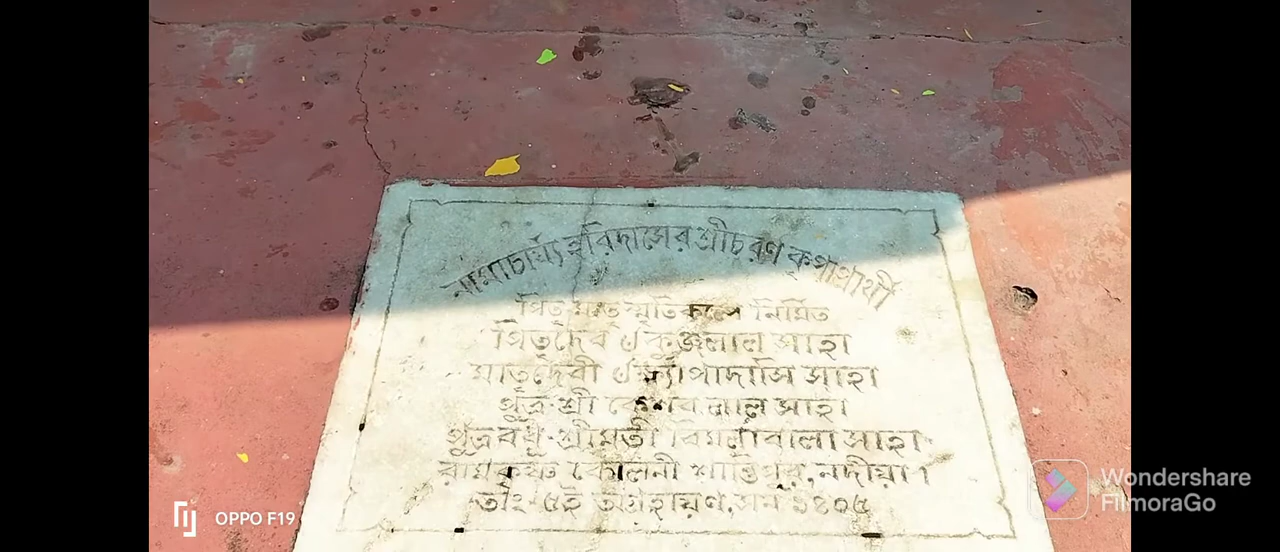 নামাচার্য্য হরিদাসের শ্রীচরণ কৃপাপ্রার্থী
পিতৃ-মাতৃ স্মৃতিকল্পে নির্মিত
পিতৃদেব ৺কুঞ্জলাল সাহা
মাতৃদেবী সাহা
পুত্র-শ্রী কেশব লাল সাহা
পুত্রবধূ-শ্রীমতী বিমলাবালা সাহা
রামকৃষ্ণ কোলনী শান্তিপুর, নদীয়া।
তাং-৫ই অগ্রহায়ণ, সন ১৪০৫
OPPO F19
Wondershare
FilmoraGo